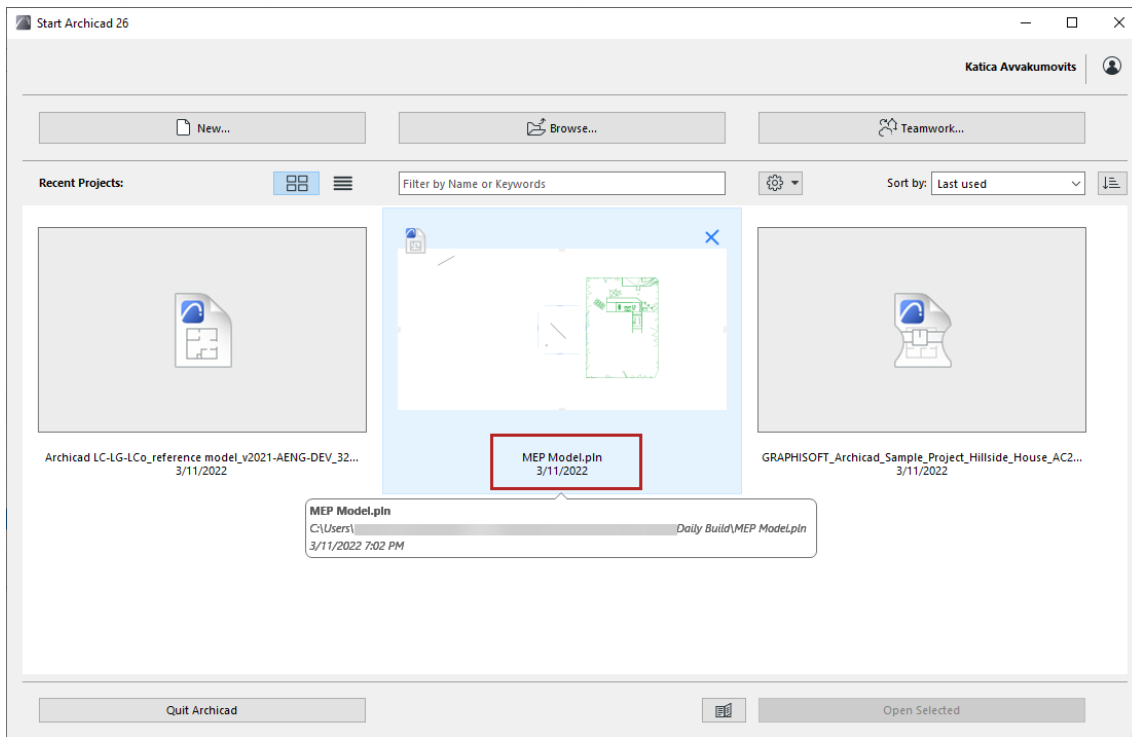 Start Archicad 26
Katica Avvakumovits
New...
Browse...
Teamwork...
Recent Projects:
Filter by Name or Keywords
Sort by:
Last used
Archicad LC-LG-LCo_reference model_v2021-AENG-DEV_32...
3/11/2022
MEP Model.pln
3/11/2022
GRAPHISOFT_Archicad_Sample_Project_Hillside_House_AC2...
3/11/2022
MEP Model.pln
C:\Users\ Daily Build\MEP Model.pln
3/11/2022 7:02 PM
Quit Archicad
Open Selected